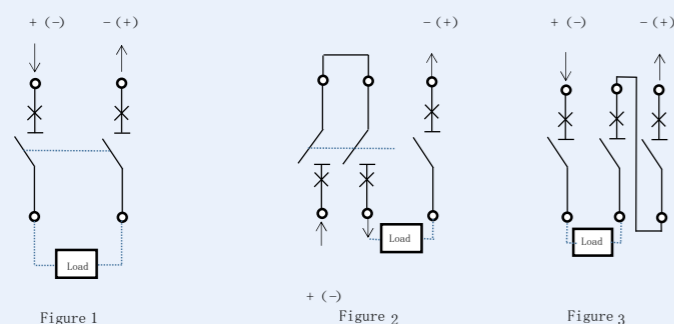 + (-) - (+)
- (+)
+ (-) - (+)
Load
Load
Load
+ (-)
Figure 1
Figure 2
Figure 3